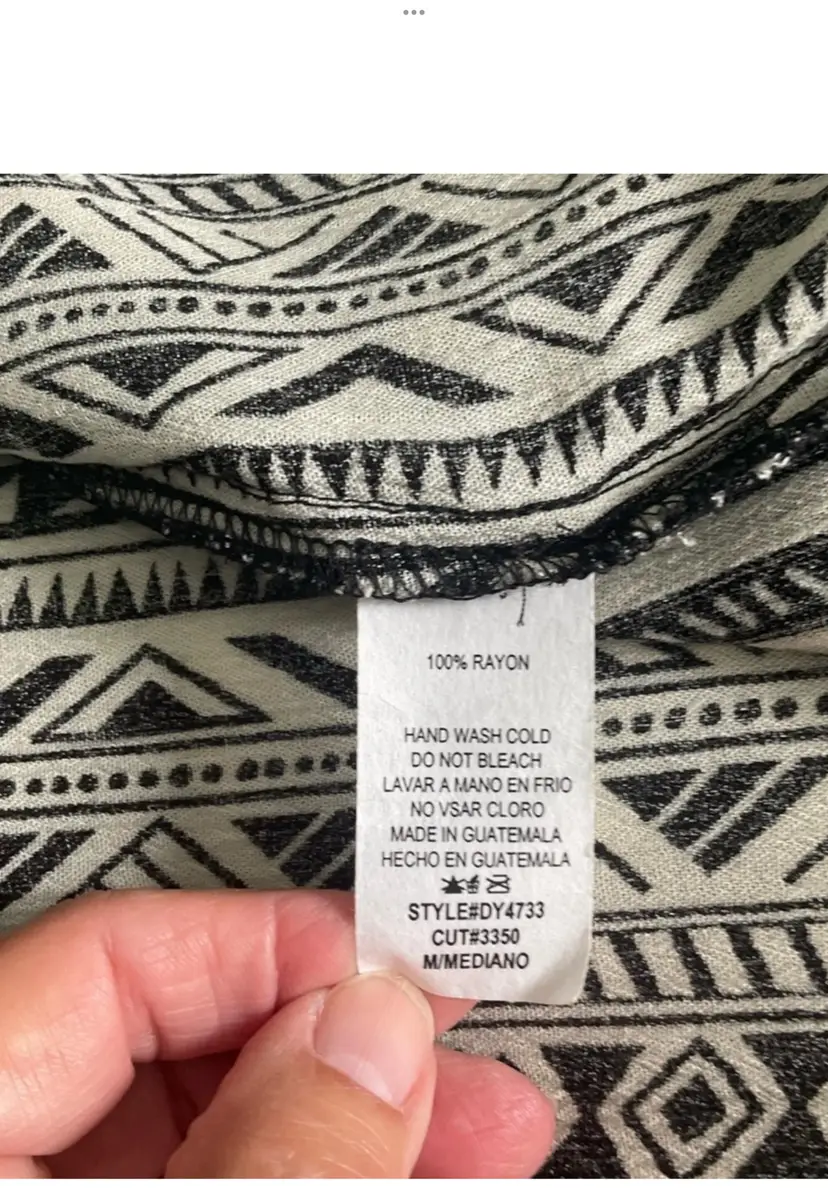 100% RAYON
HAND WASH COLD
DO NOT BLEACH
LAVAR A MANO EN FRIO
NO VSAR CLORO
MADE IN GUATEMALA
HECHO EN GUATEMALA
STYLE#DY4733
CUT#3350
M/MEDIANO